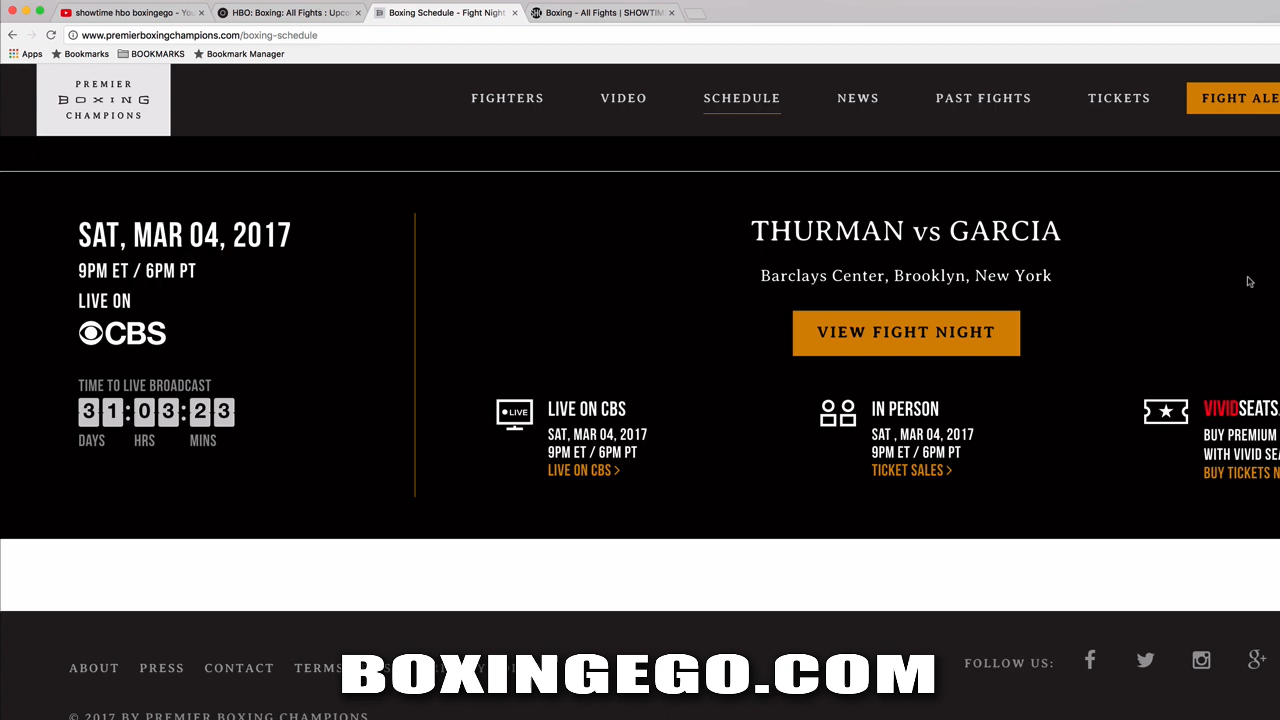 showtime hbo boxingego - You
HBO: Boxing: All Fights : Upco
Boxing Schedule - Fight Night
Boxing - All Fights | SHOWTIM
www.premierboxingchampions.com/boxing-schedule
Apps
Bookmarks
BOOKMARKS
Bookmark Manager
PREMIER
BOXING
CHAMPIONS
FIGHTERS
VIDEO
SCHEDULE
NEWS
PAST FIGHTS
TICKETS
FIGHT ALE
SAT, MAR 04, 2017
9PM ET / 6PM PT
LIVE ON
CBS
TIME TO LIVE BROADCAST
31:03:23
DAYS HRS MINS
THURMAN vs GARCIA
Barclays Center, Brooklyn, New York
VIEW FIGHT NIGHT
LIVE
LIVE ON CBS
SAT, MAR 04, 2017
9PM ET / 6PM PT
LIVE ON CBS >
IN PERSON
SAT , MAR 04, 2017
9PM ET / 6PM PT
TICKET SALES >
VIVIDSEATS
BUY PREMIUM
WITH VIVID SE
BUY TICKETS N
ABOUT
PRESS
CONTACT
TERMS
FOLLOW US:
BOXINGEGO.COM
© 2017 BY PREMIER BOXING CHAMPIONS